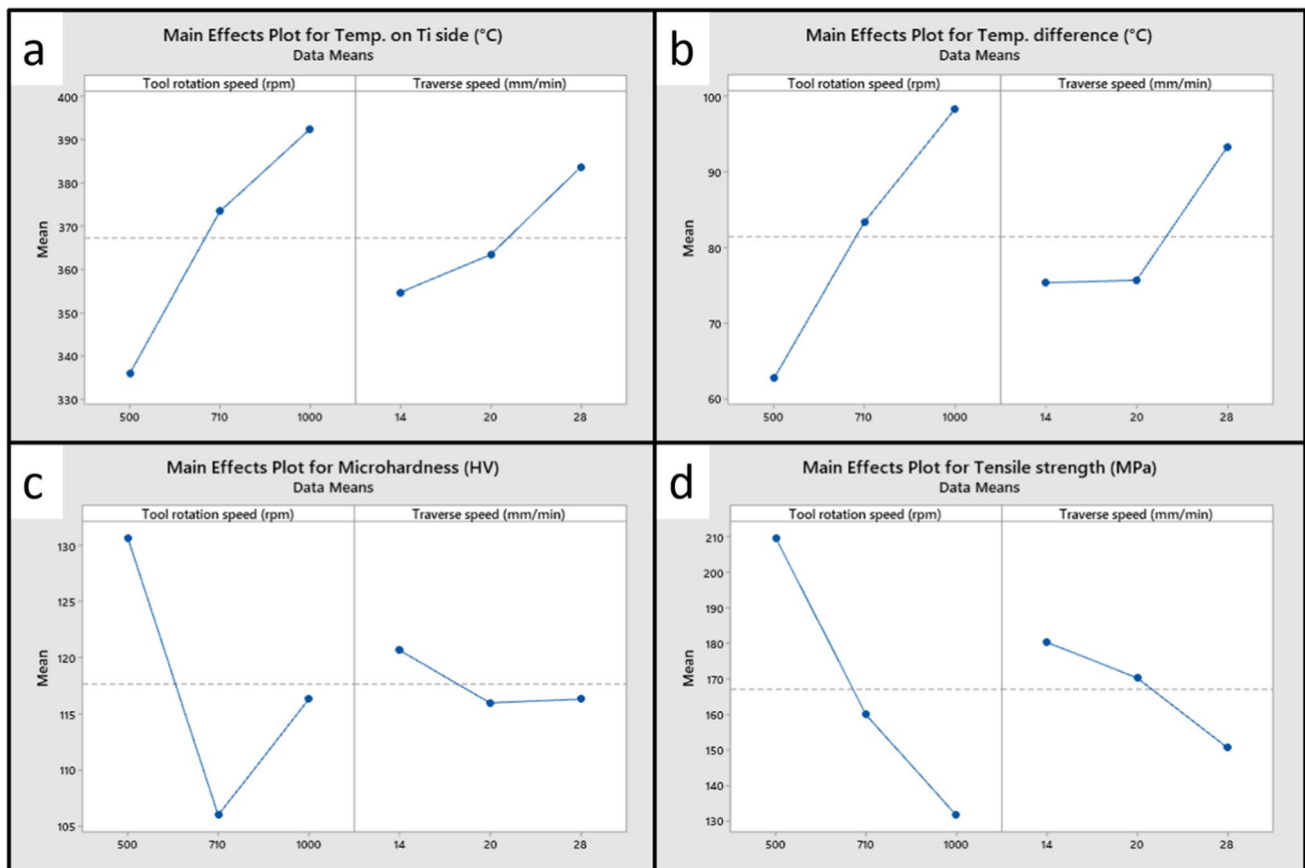 a
Main Effects Plot for Temp. on Ti side (°C)
Data Means
Tool rotation speed (rpm)
Traverse speed (mm/min)
Mean
400
390
380
370
360
350
340
330
500
710
1000
14
20
28
b
Main Effects Plot for Temp. difference (°C)
Data Means
Tool rotation speed (rpm)
Traverse speed (mm/min)
Mean
100
90
80
70
60
500
710
1000
14
20
28
c
Main Effects Plot for Microhardness (HV)
Data Means
Tool rotation speed (rpm)
Traverse speed (mm/min)
Mean
130
125
120
115
110
105
500
710
1000
14
20
28
d
Main Effects Plot for Tensile strength (MPa)
Data Means
Tool rotation speed (rpm)
Traverse speed (mm/min)
Mean
210
200
190
180
170
160
150
140
130
500
710
1000
14
20
28